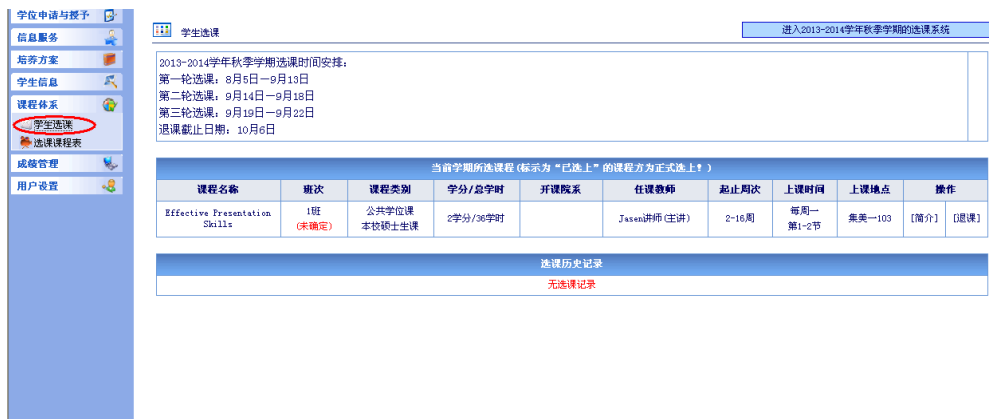 学位申请与授予
信息服务
培养方案
学生信息
课程体系
学生选课
选课课程表
成绩管理
用户设置
学生选课
进入2013-2014学年秋季学期的选课系统
2013-2014学年秋季学期选课时间安排：
第一轮选课：8月5日—9月13日
第二轮选课：9月14日—9月18日
第三轮选课：9月19日—9月22日
退课截止日期：10月6日
当前学期所选课程(标示为“已选上”的课程方为正式选上！)
课程名称 班次 课程类别 学分/总学时 开课院系 任课教师 起止周次 上课时间 上课地点 操作
Effective Presentation Skills 1班 (未确定) 公共学位课 本校硕士生课 2学分/36学时 Jasen讲师(主讲) 2-16周 每周一 第1-2节 集美一103 [简介] [退课]
选课历史记录
无选课记录